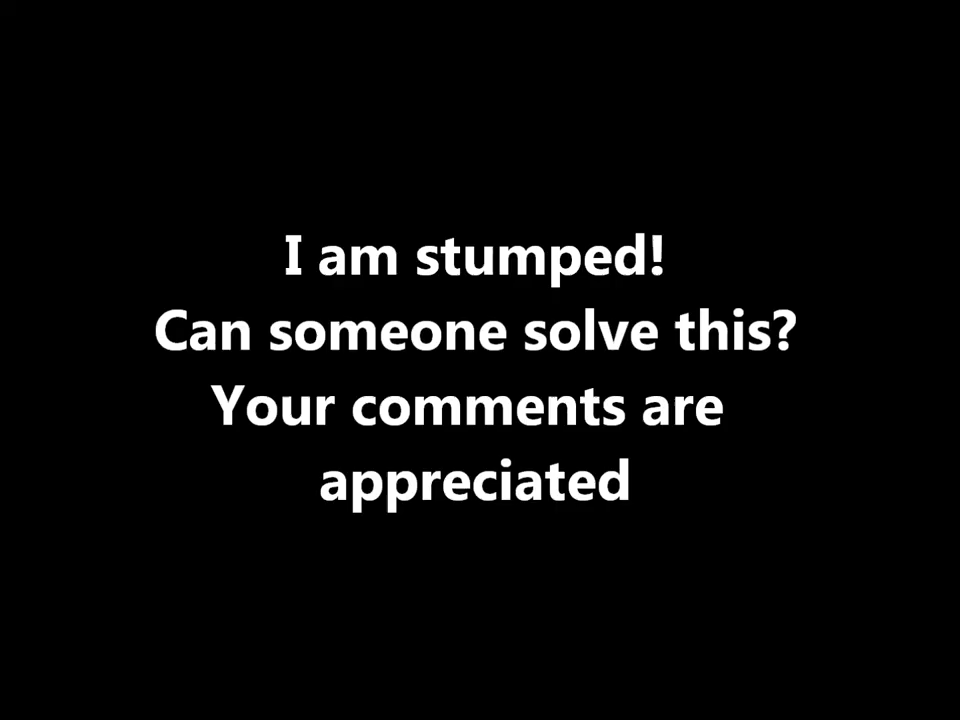 I am stumped!
Can someone solve this?
Your comments are
appreciated